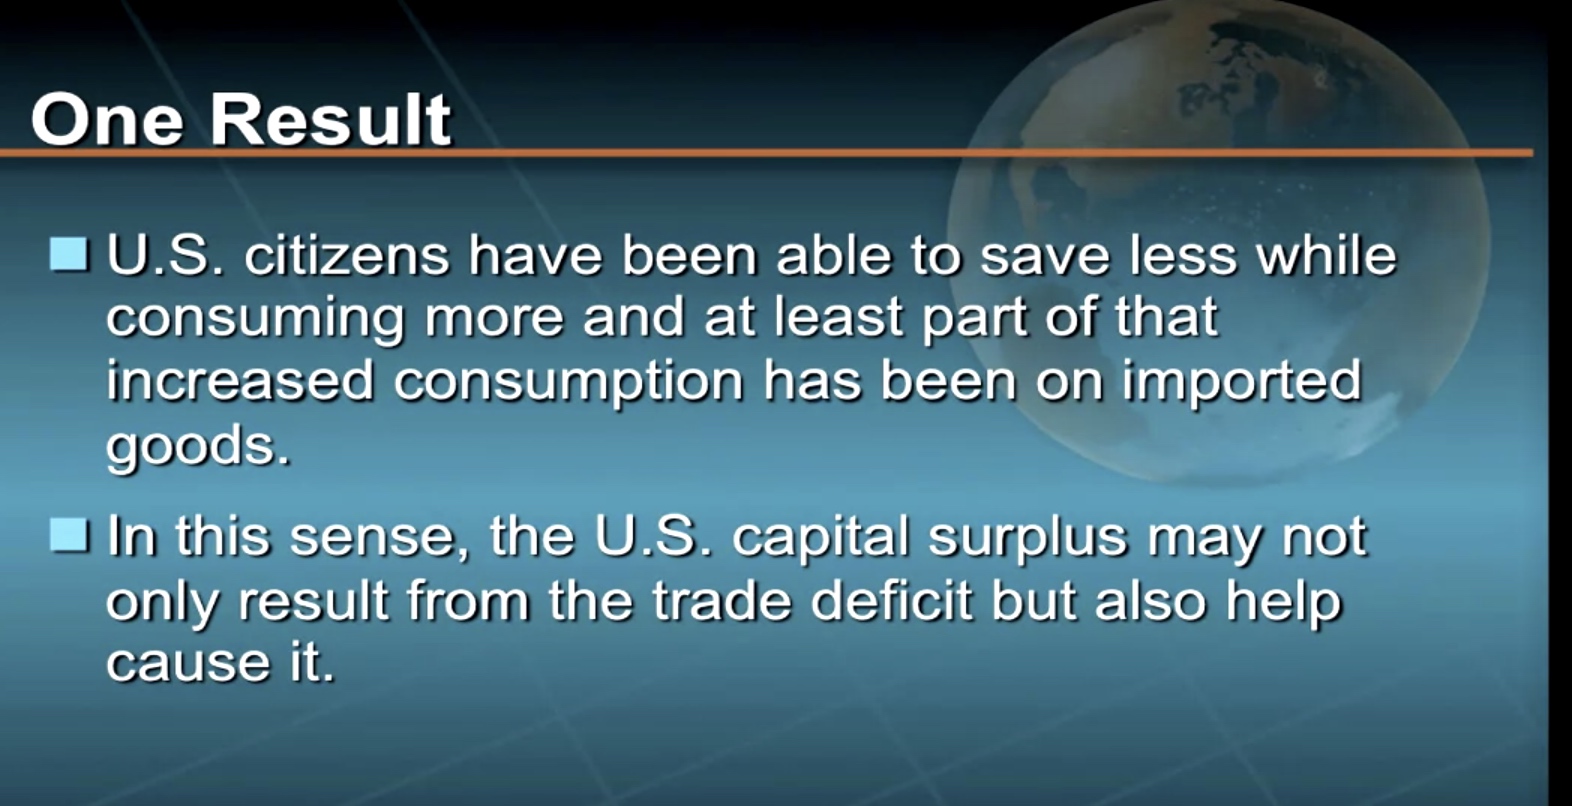 One Result
U.S. citizens have been able to save less while
consuming more and at least part of that
increased consumption has been on imported
goods.
In this sense, the U.S. capital surplus may not
only result from the trade deficit but also help
cause it.